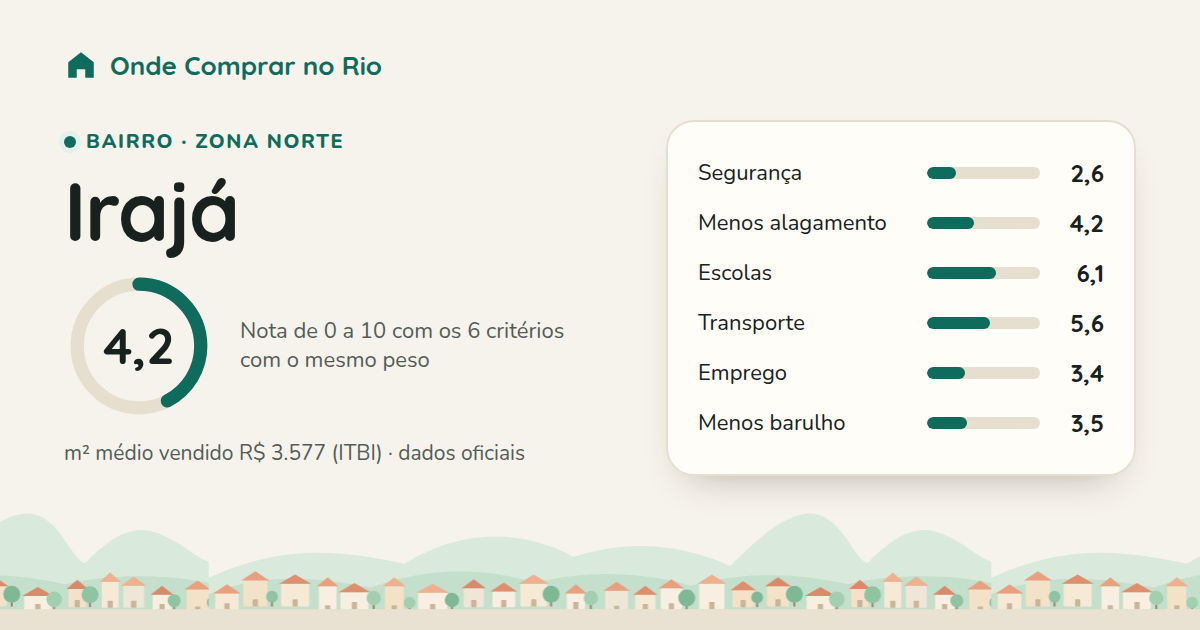 Onde Comprar no Rio
BAIRRO · ZONA NORTE
Irajá
4,2
Nota de 0 a 10 com os 6 critérios
com o mesmo peso
m² médio vendido R$ 3.577 (ITBI) · dados oficiais
Segurança 2,6
Menos alagamento 4,2
Escolas 6,1
Transporte 5,6
Emprego 3,4
Menos barulho 3,5